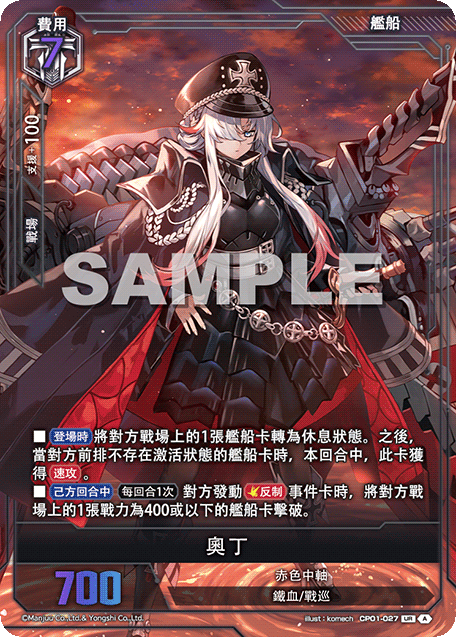 費用
7
艦船
支援+100
戰場
SAMPLE
■ 登場時 將對方戰場上的1張艦船卡轉為休息狀態。之後，
當對方前排不存在激活狀態的艦船卡時，本回合中，此卡獲
得 速攻 。
■ 己方回合中 每回合1次 對方發動 反制 事件卡時，將對方戰
場上的1張戰力為400或以下的艦船卡擊破。
奧丁
700
赤色中軸
鐵血/戰巡
©Manjuu Co.,Ltd.& Yongshi Co.,Ltd.
illust : komech CP01-027 UR A